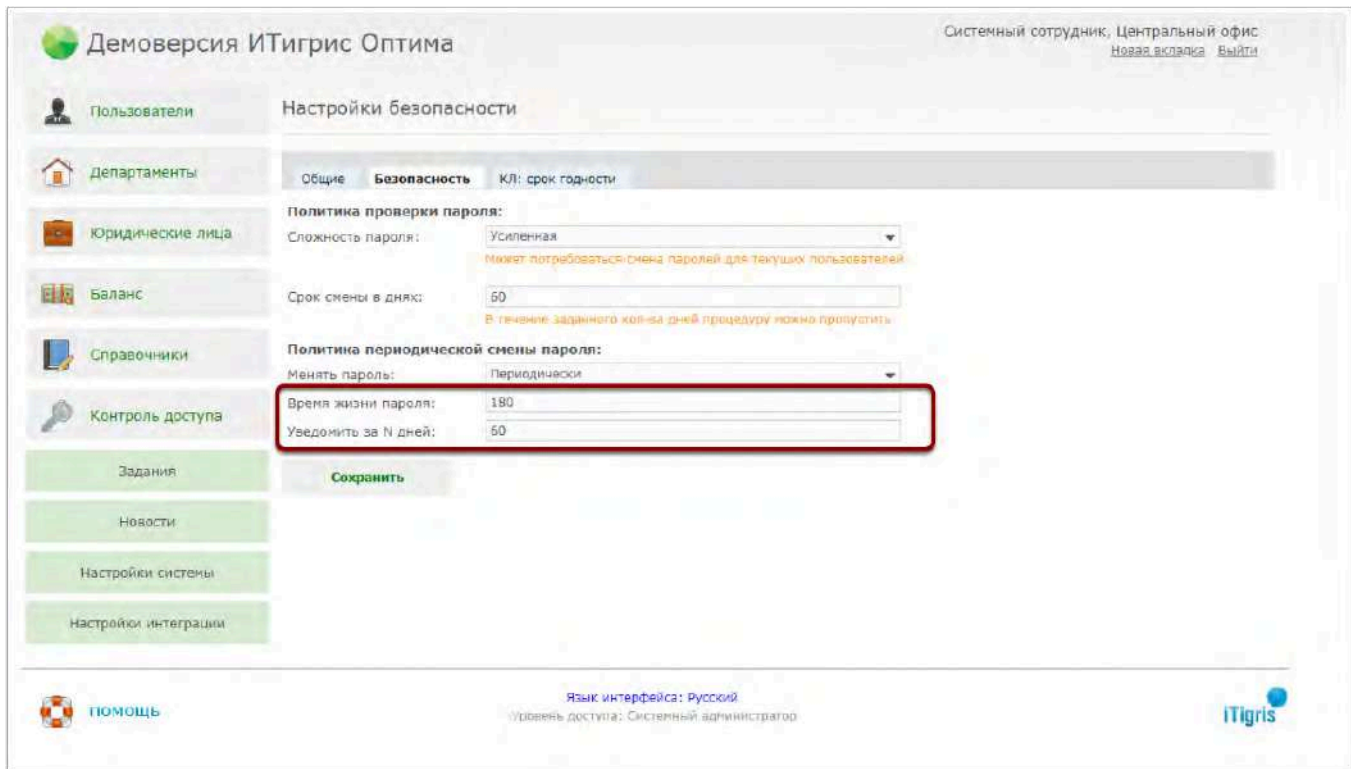 Демоверсия ИТигрис Оптима
Системный сотрудник, Центральный офис
Новая вкладка Выйти
Пользователи
Департаменты
Юридические лица
Баланс
Справочники
Контроль доступа
Задания
Новости
Настройки системы
Настройки интеграции
Настройки безопасности
Общие Безопасность КЛ: срок годности
Политика проверки пароля:
Сложность пароля: Усиленная
Может потребоваться смена паролей для текущих пользователей
Срок смены в днях: 60
В течение заданного кол-ва дней процедуру можно пропустить
Политика периодической смены пароля:
Менять пароль: Периодически
Время жизни пароля: 180
Уведомить за N дней: 60
Сохранить
ПОМОЩЬ
Язык интерфейса: Русский
Уровень доступа: Системный администратор
iTigris